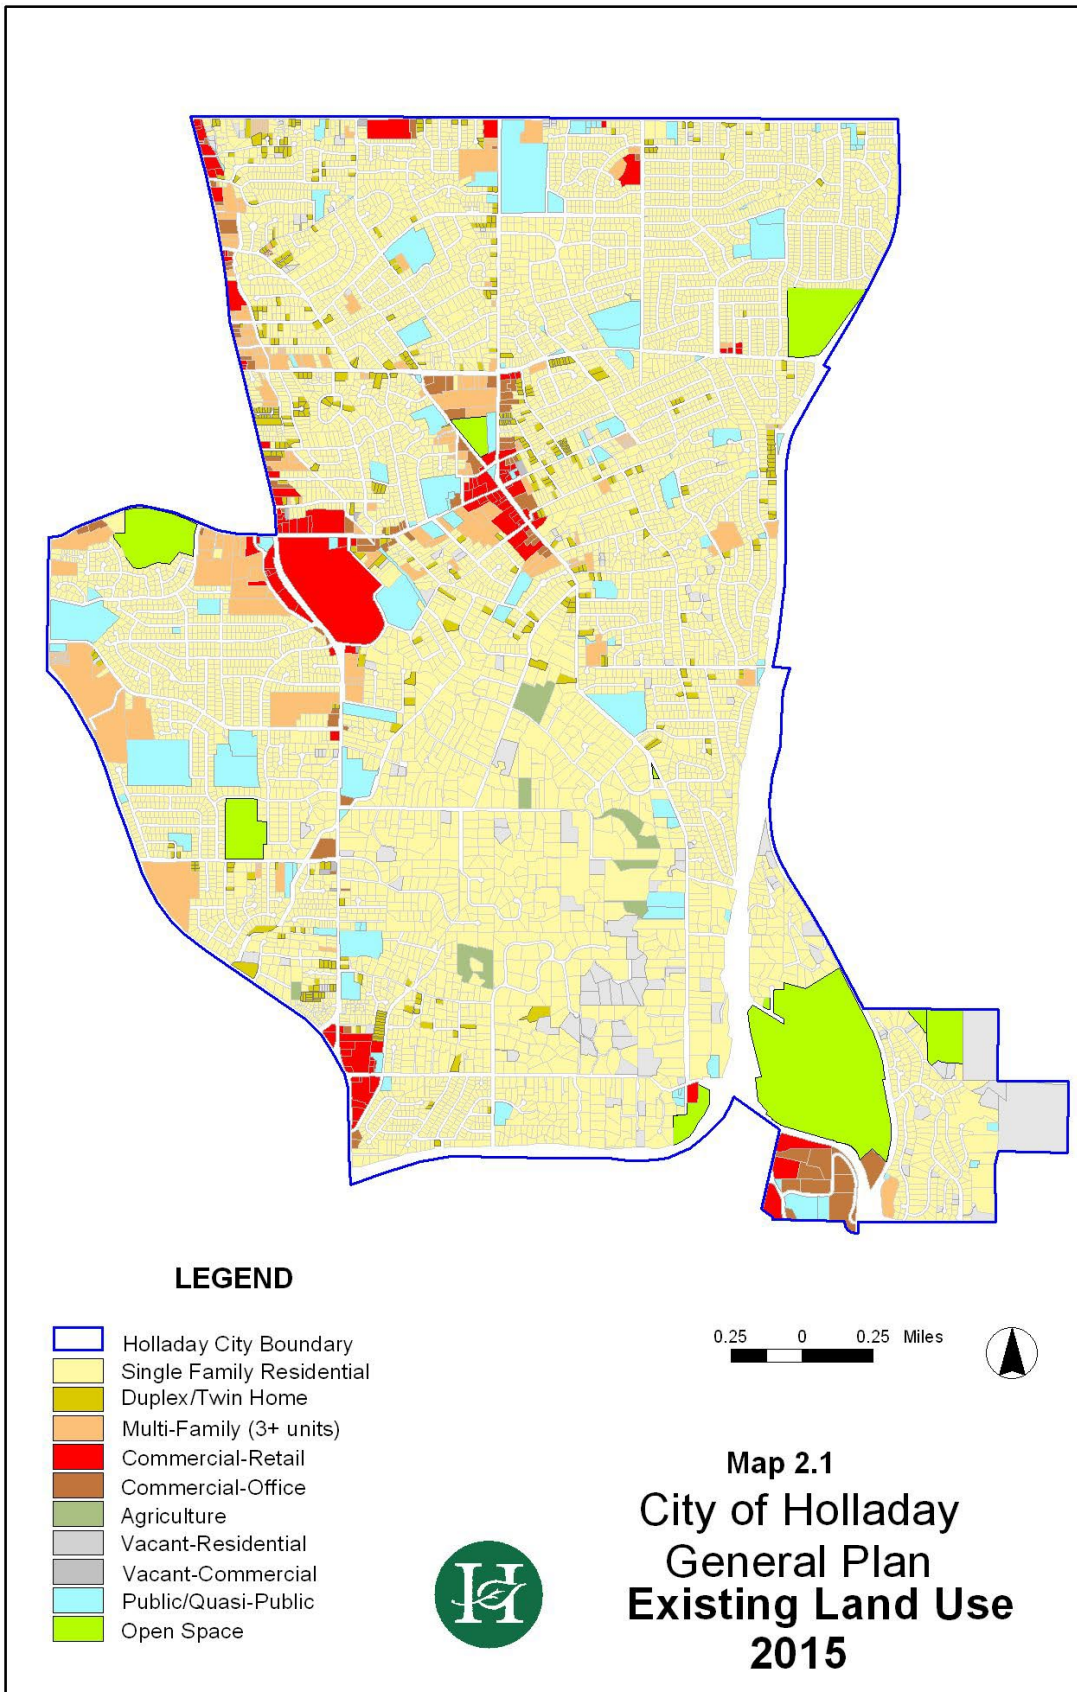 LEGEND
Holladay City Boundary
Single Family Residential
Duplex/Twin Home
Multi-Family (3+ units)
Commercial-Retail
Commercial-Office
Agriculture
Vacant-Residential
Vacant-Commercial
Public/Quasi-Public
Open Space
0.25 0 0.25 Miles
H
Map 2.1
City of Holladay
General Plan
Existing Land Use
2015